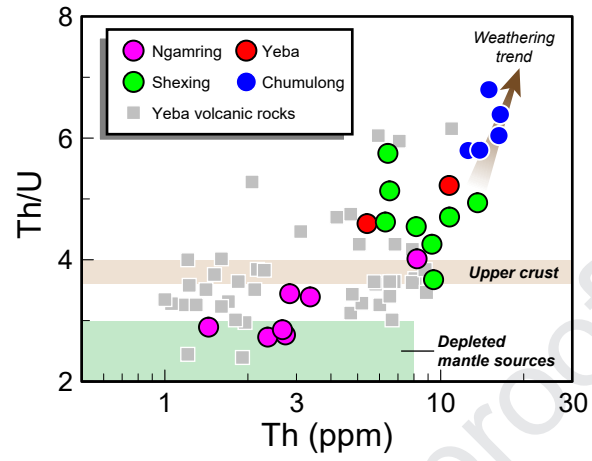 8
6
4
2
Th/U
Ngamring
Yeba
Shexing
Chumulong
Yeba volcanic rocks
Weathering
trend
Upper crust
Depleted
mantle sources
1
3
10
30
Th (ppm)
proof